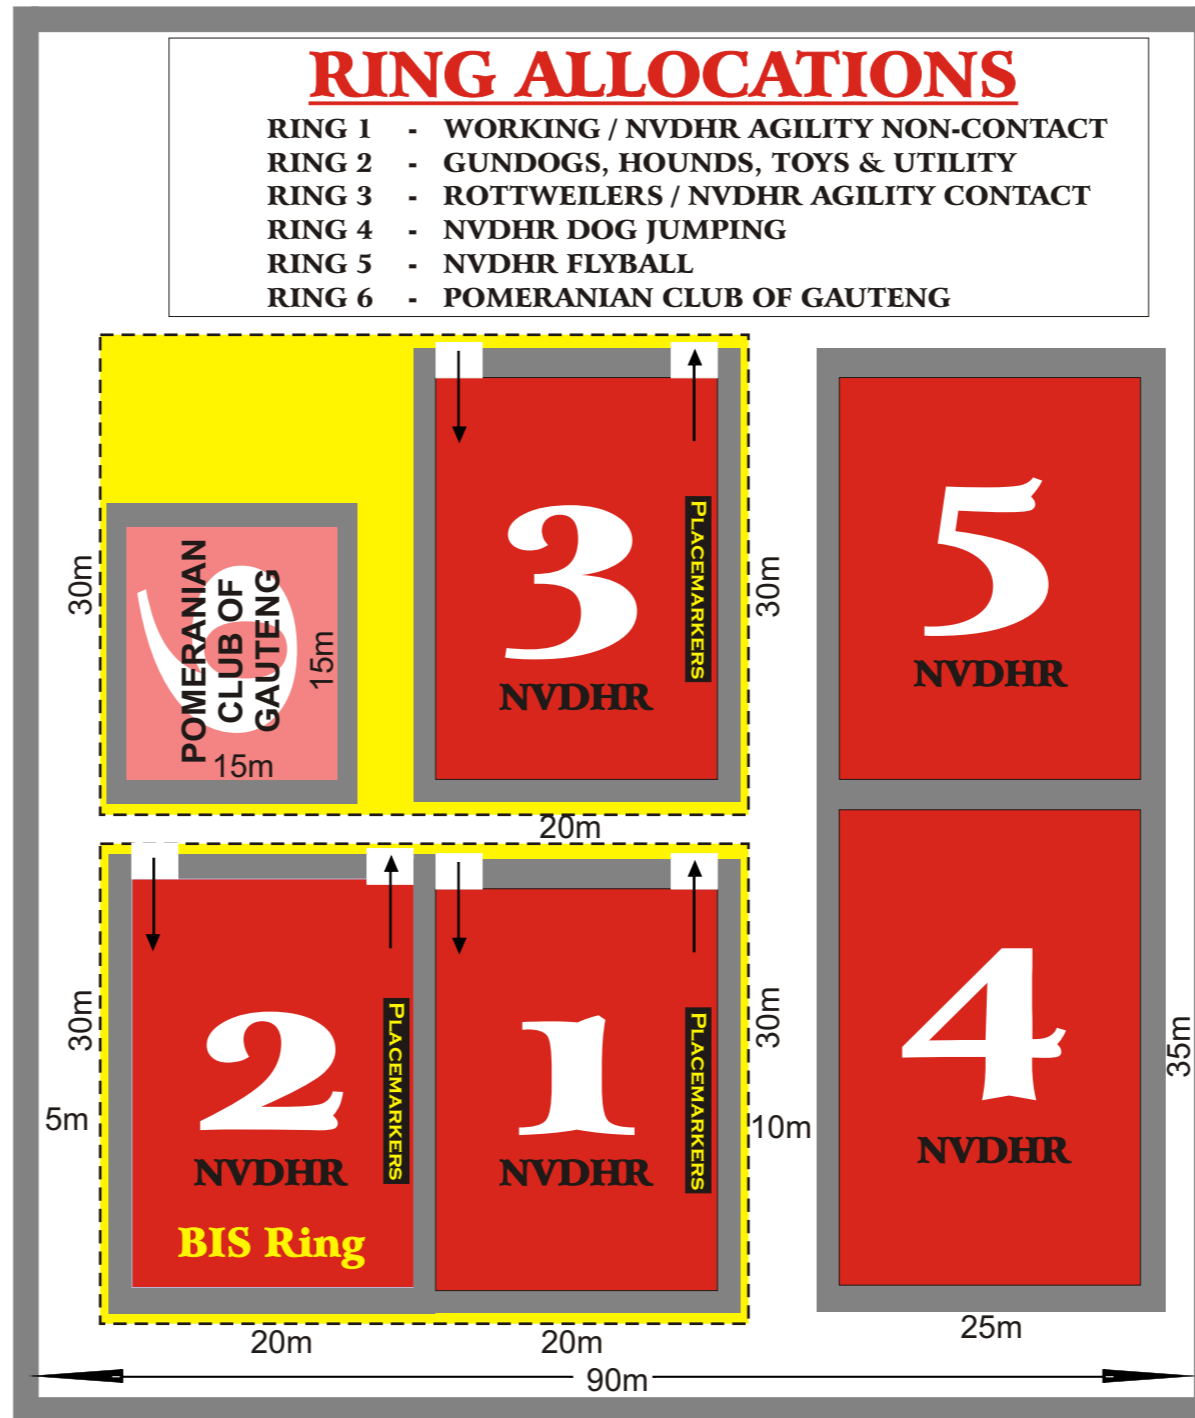 RING ALLOCATIONS
RING 1 - WORKING / NVDHR AGILITY NON-CONTACT
RING 2 - GUNDOGS, HOUNDS, TOYS & UTILITY
RING 3 - ROTTWEILERS / NVDHR AGILITY CONTACT
RING 4 - NVDHR DOG JUMPING
RING 5 - NVDHR FLYBALL
RING 6 - POMERANIAN CLUB OF GAUTENG
30m
6
POMERANIAN
CLUB OF
GAUTENG
15m
15m
3
NVDHR
PLACEMARKERS
30m
20m
5
NVDHR
30m
5m
2
NVDHR
BIS Ring
PLACEMARKERS
20m
1
NVDHR
PLACEMARKERS
20m
30m
10m
4
NVDHR
35m
25m
90m